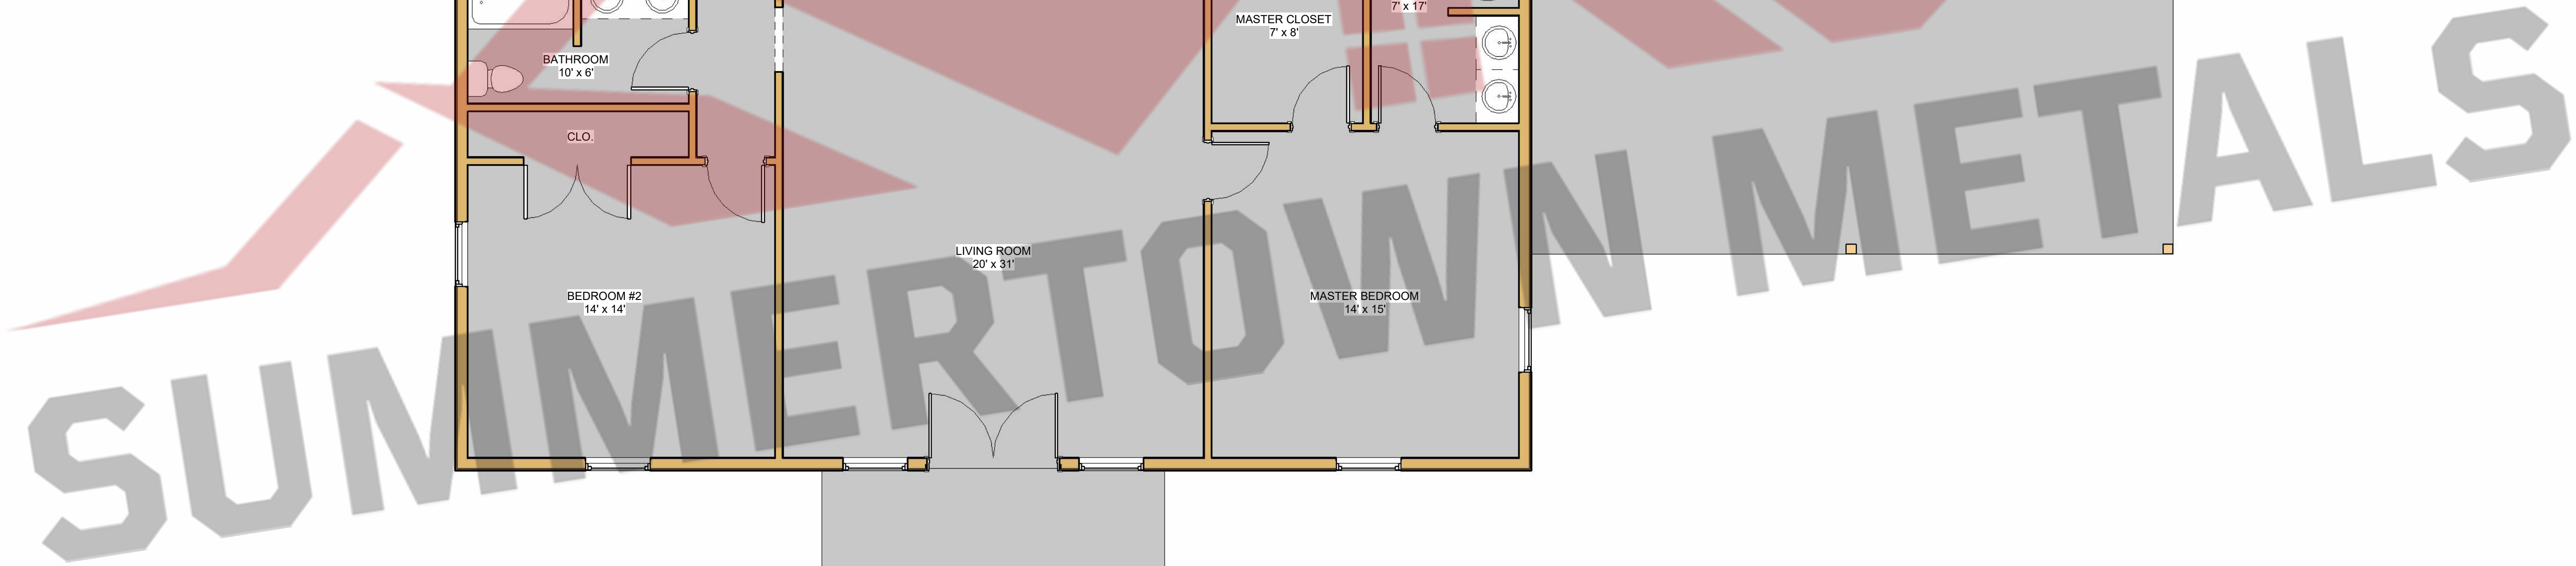 7' x 17'
MASTER CLOSET
7' x 8'
BATHROOM
10' x 6'
CLO.
LIVING ROOM
20' x 31'
BEDROOM #2
14' x 14'
MASTER BEDROOM
14' x 15'
SUMMERTOWN METALS